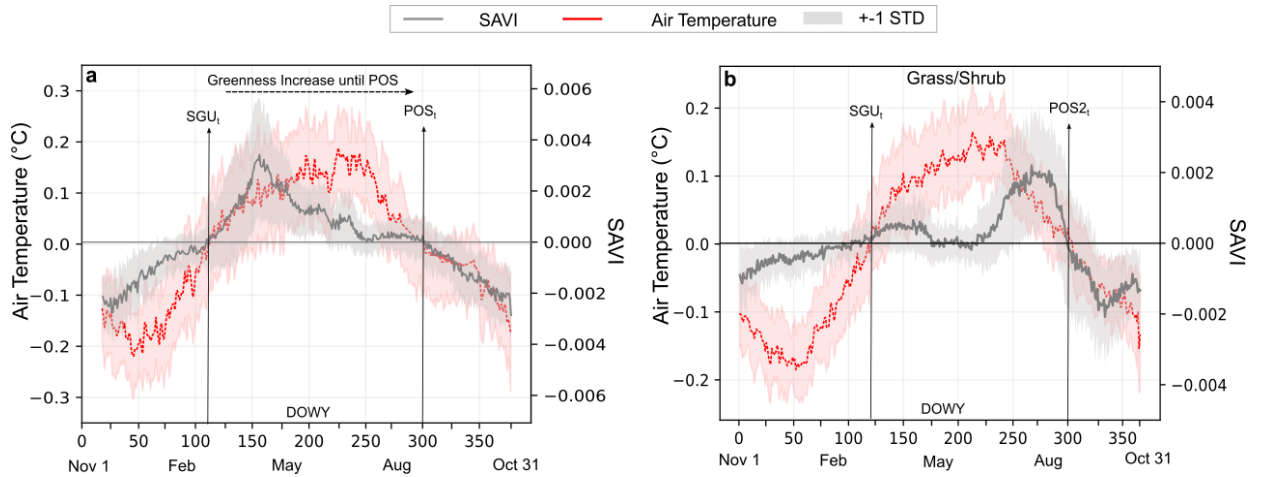 SAVI Air Temperature +-1 STD
a
Greenness Increase until POS
SGUt
POSt
0.3
0.2
0.1
0.0
−0.1
−0.2
−0.3
Air Temperature (°C)
0.006
0.004
0.002
0.000
−0.002
−0.004
−0.006
SAVI
DOWY
0 50 100 150 200 250 300 350
Nov 1 Feb May Aug Oct 31
b
Grass/Shrub
SGUt
POS2t
0.2
0.1
0.0
−0.1
−0.2
Air Temperature (°C)
0.004
0.002
0.000
−0.002
−0.004
SAVI
DOWY
0 50 100 150 200 250 300 350
Nov 1 Feb May Aug Oct 31